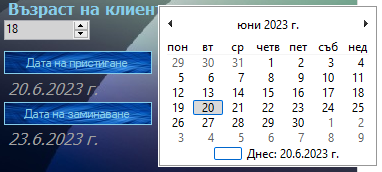 Възраст на клиен
18
Дата на пристигане
20.6.2023 г.
Дата на заминаване
23.6.2023 г.
юни 2023 г.
пон вт ср четв пет съб нед
29 30 31 1 2 3 4
5 6 7 8 9 10 11
12 13 14 15 16 17 18
19 20 21 22 23 24 25
26 27 28 29 30 1 2
3 4 5 6 7 8 9
Днес: 20.6.2023 г.